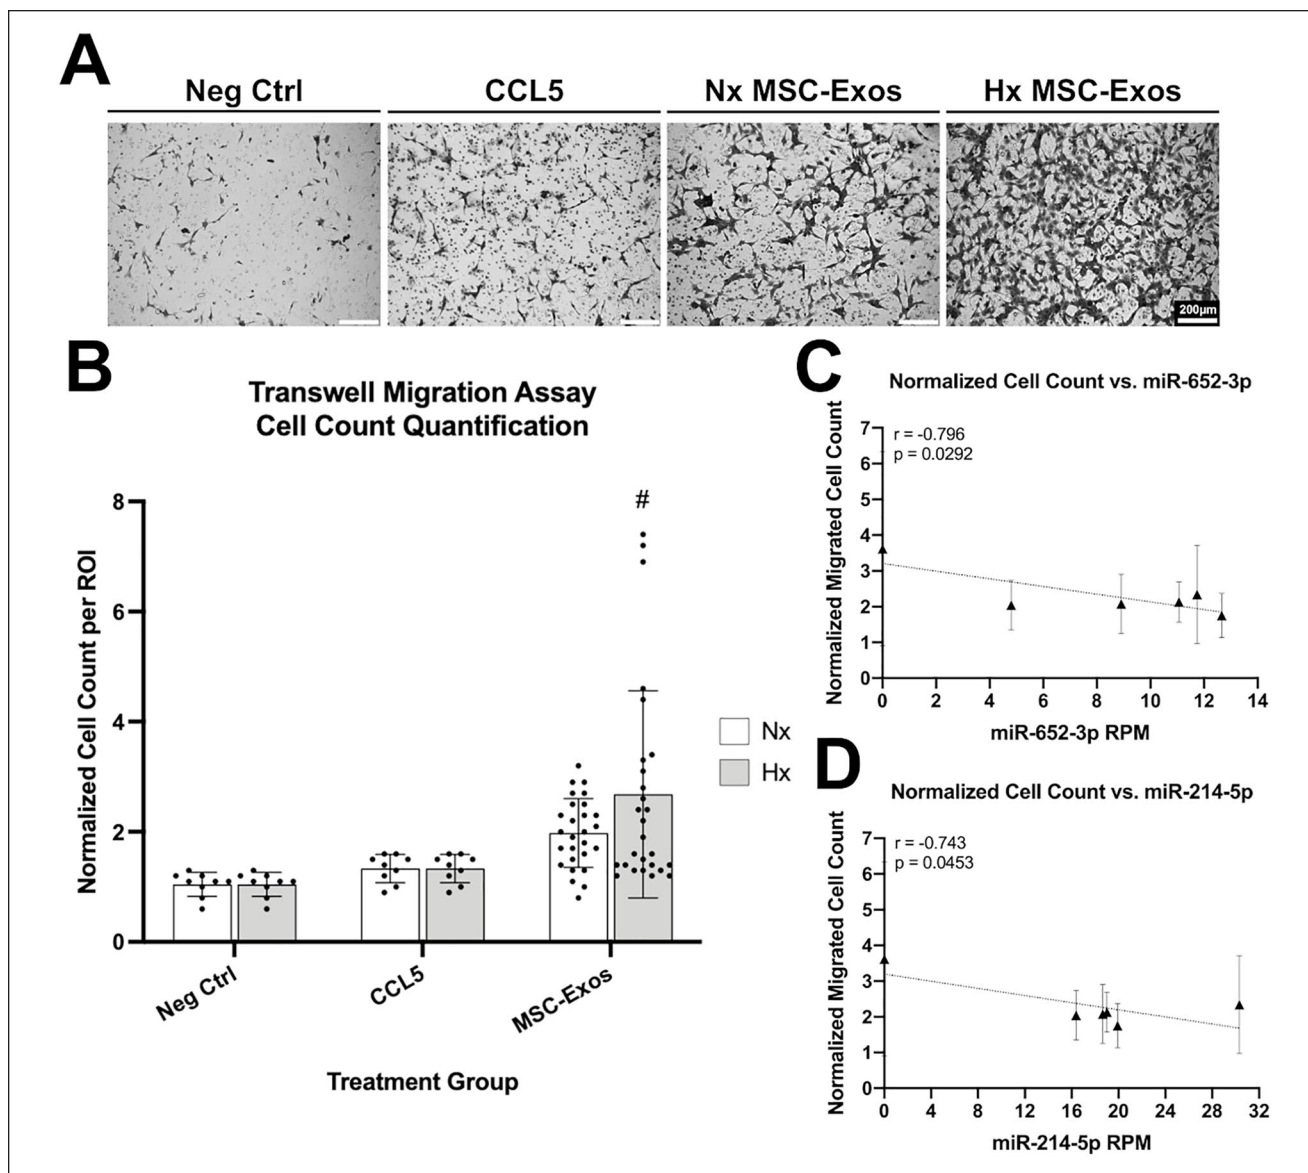 A
Neg Ctrl
CCL5
Nx MSC-Exos
Hx MSC-Exos
200µm
B
Transwell Migration Assay
Cell Count Quantification
Normalized Cell Count per ROI
8
6
4
2
0
#
Neg Ctrl
CCL5
MSC-Exos
Treatment Group
Nx
Hx
C
Normalized Cell Count vs. miR-652-3p
Normalized Migrated Cell Count
r = -0.796
p = 0.0292
7
6
5
4
3
2
1
0
0 2 4 6 8 10 12 14
miR-652-3p RPM
D
Normalized Cell Count vs. miR-214-5p
Normalized Migrated Cell Count
r = -0.743
p = 0.0453
7
6
5
4
3
2
1
0
0 4 8 12 16 20 24 28 32
miR-214-5p RPM